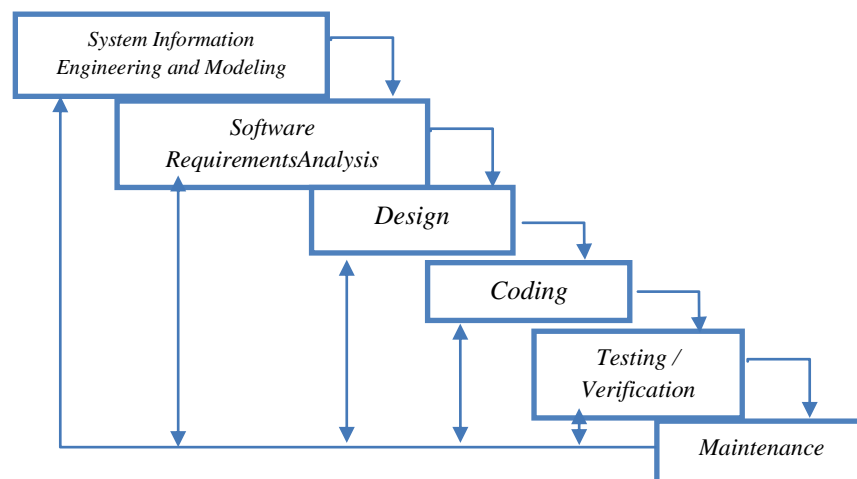 System Information
Engineering and Modeling
Software
RequirementsAnalysis
Design
Coding
Testing /
Verification
Maintenance